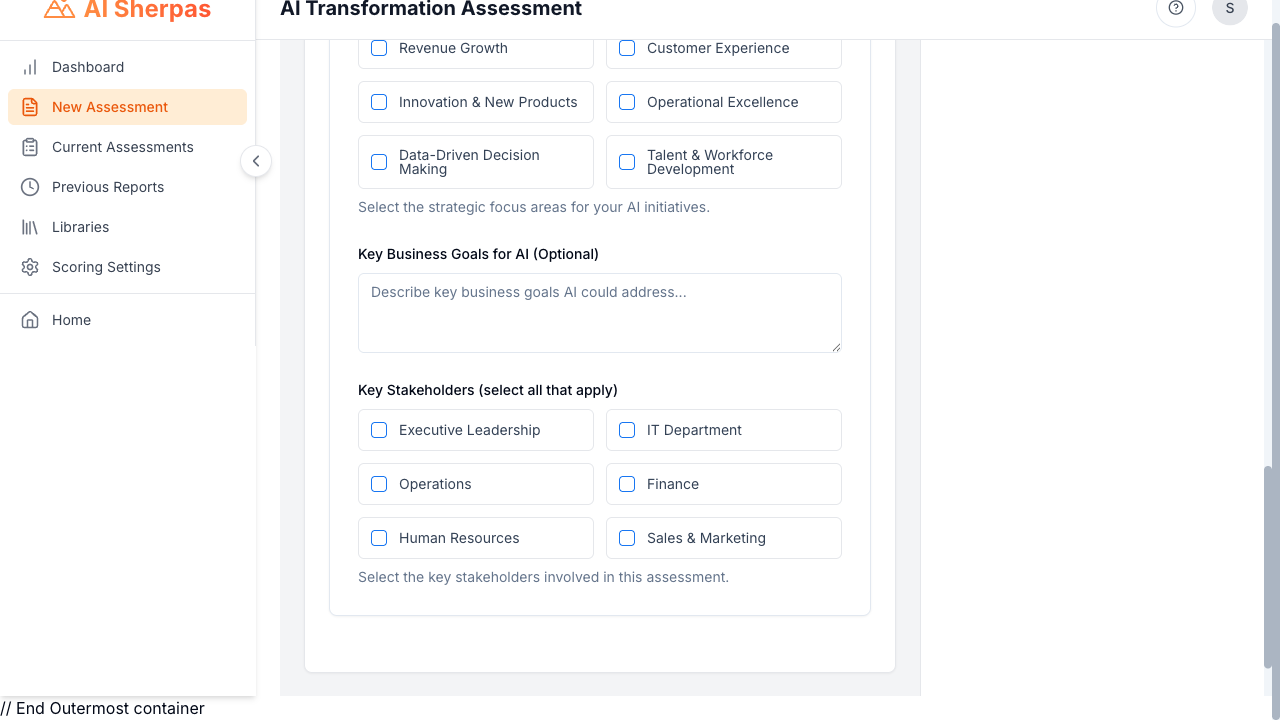 AI Sherpas
AI Transformation Assessment
S
Dashboard
New Assessment
Current Assessments
Previous Reports
Libraries
Scoring Settings
Home
Revenue Growth
Customer Experience
Innovation & New Products
Operational Excellence
Data-Driven Decision
Making
Talent & Workforce
Development
Select the strategic focus areas for your AI initiatives.
Key Business Goals for AI (Optional)
Describe key business goals AI could address...
Key Stakeholders (select all that apply)
Executive Leadership
IT Department
Operations
Finance
Human Resources
Sales & Marketing
Select the key stakeholders involved in this assessment.
// End Outermost container